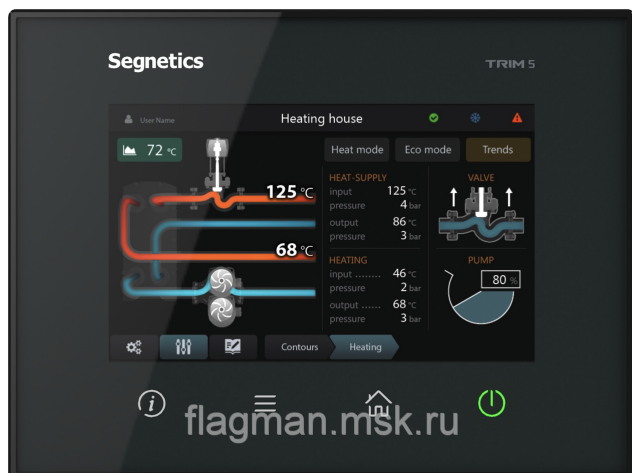 Segnetics
TRIM 5
User Name
Heating house
72 °C
Heat mode
Eco mode
Trends
125 °C
68 °C
HEAT-SUPPLY
input 125 °C
pressure 4 bar
output 86 °C
pressure 3 bar
HEATING
input ........ 46 °C
pressure 2 bar
output ...... 68 °C
pressure 3 bar
VALVE
PUMP
80 %
Contours
Heating
i
flagman.msk.ru